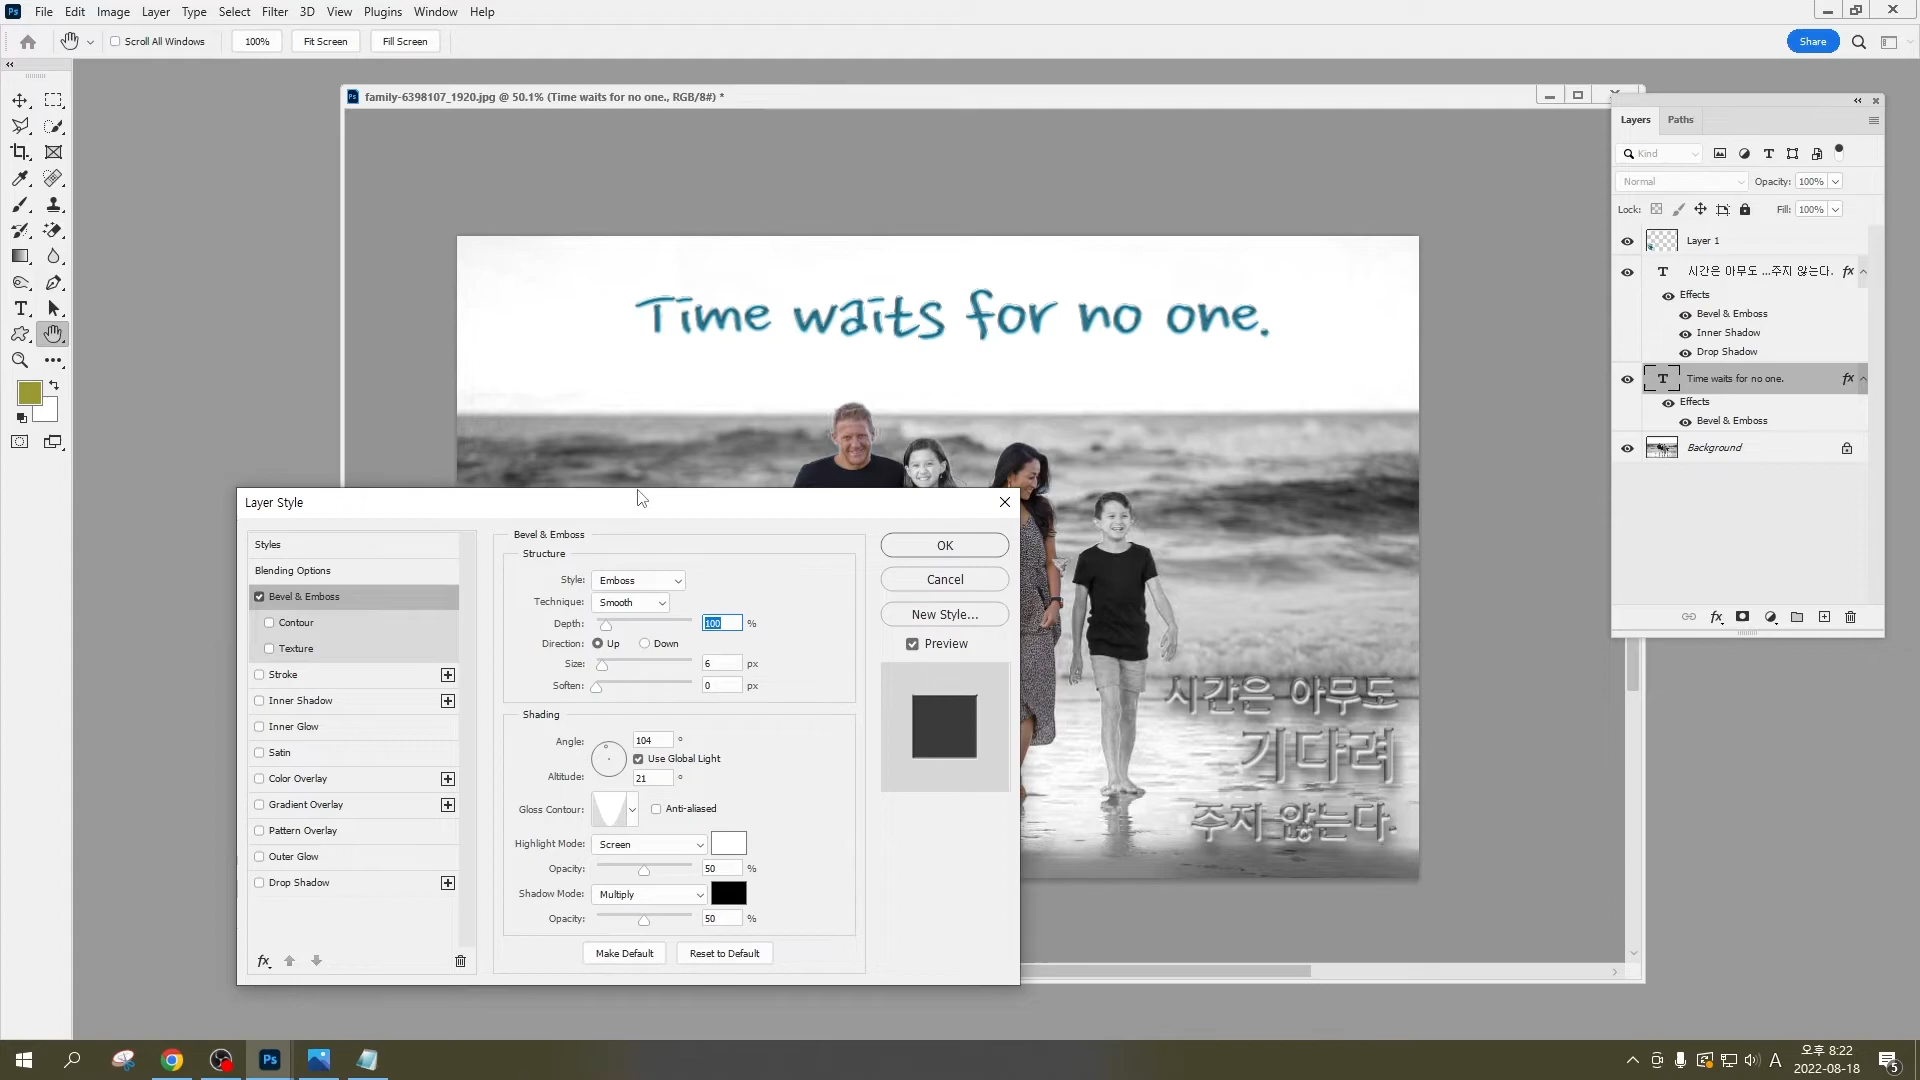 File Edit Image Layer Type Select Filter 3D View Plugins Window Help
Scroll All Windows 100% Fit Screen Fill Screen Share
family-6398107_1920.jpg @ 50.1% (Time waits for no one., RGB/8#) *
Time waits for no one.
시간은 아무도
기다려
주지 않는다.
Layers Paths
Kind
Normal Opacity: 100%
Lock: Fill: 100%
Layer 1
T 시간은 아무도 ...주지 않는다. fx
Effects
Bevel & Emboss
Inner Shadow
Drop Shadow
T Time waits for no one. fx
Effects
Bevel & Emboss
Background
Layer Style
Styles
Blending Options
Bevel & Emboss
Contour
Texture
Stroke
Inner Shadow
Inner Glow
Satin
Color Overlay
Gradient Overlay
Pattern Overlay
Outer Glow
Drop Shadow
fx
Bevel & Emboss
Structure
Style: Emboss
Technique: Smooth
Depth: 100 %
Direction: Up Down
Size: 6 px
Soften: 0 px
Shading
Angle: 104 °
Use Global Light
Altitude: 21 °
Gloss Contour: Anti-aliased
Highlight Mode: Screen
Opacity: 50 %
Shadow Mode: Multiply
Opacity: 50 %
Make Default Reset to Default
OK
Cancel
New Style...
Preview
Ps
A 오후 8:22
2022-08-18
5